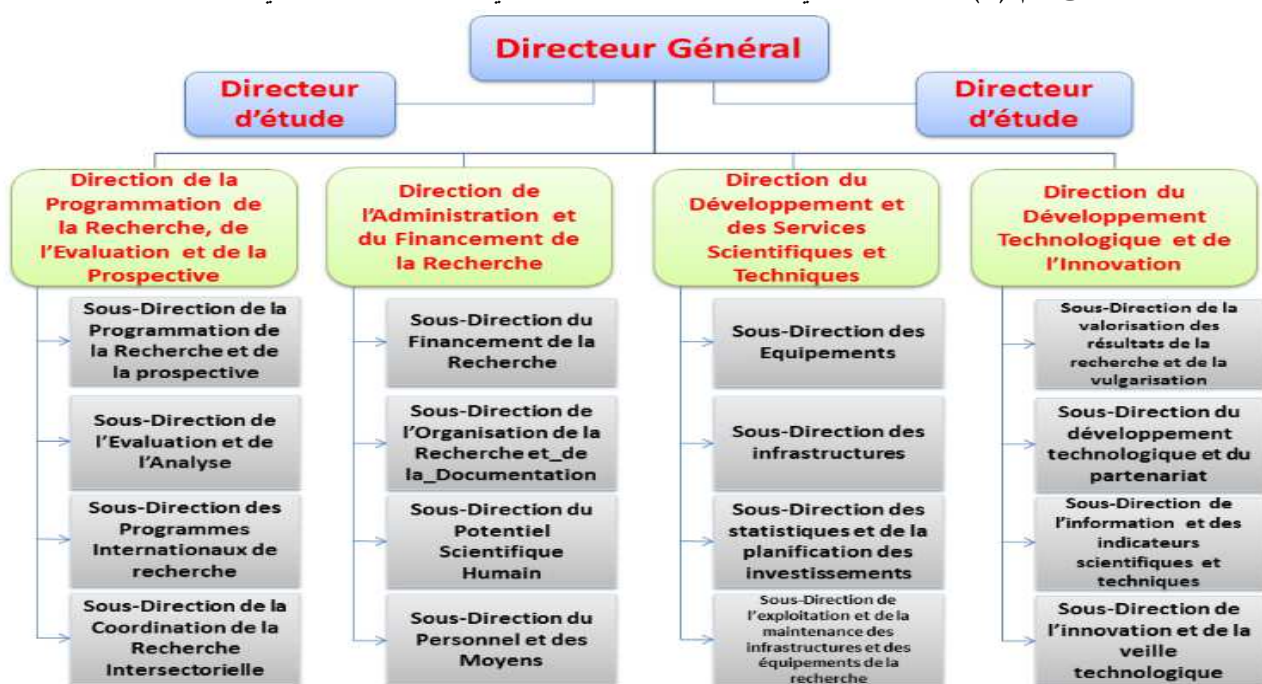 Directeur Général
Directeur
d'étude
Directeur
d'étude
Direction de la
Programmation de
la Recherche, de
l'Evaluation et de la
Prospective
Sous-Direction de la
Programmation de
la Recherche et de
la prospective
Sous-Direction de
l'Evaluation et de
l'Analyse
Sous-Direction des
Programmes
Internationaux de
recherche
Sous-Direction de la
Coordination de la
Recherche
Intersectorielle
Direction de
l'Administration et
du Financement de
la Recherche
Sous-Direction du
Financement de la
Recherche
Sous-Direction de
l'Organisation de la
Recherche et_de
la_Documentation
Sous-Direction du
Potentiel
Scientifique
Humain
Sous-Direction du
Personnel et des
Moyens
Direction du
Développement et
des Services
Scientifiques et
Techniques
Sous-Direction des
Equipements
Sous-Direction des
infrastructures
Sous-Direction des
statistiques et de la
planification des
investissements
Sous-Direction de
l'exploitation et de la
maintenance des
infrastructures et des
équipements de la
recherche
Direction du
Développement
Technologique et de
l'Innovation
Sous-Direction de la
valorisation des
résultats de la
recherche et de la
vulgarisation
Sous-Direction du
développement
technologique et du
partenariat
Sous-Direction de
l'information et des
indicateurs
scientifiques et
techniques
Sous-Direction de
l'innovation et de la
veille
technologique